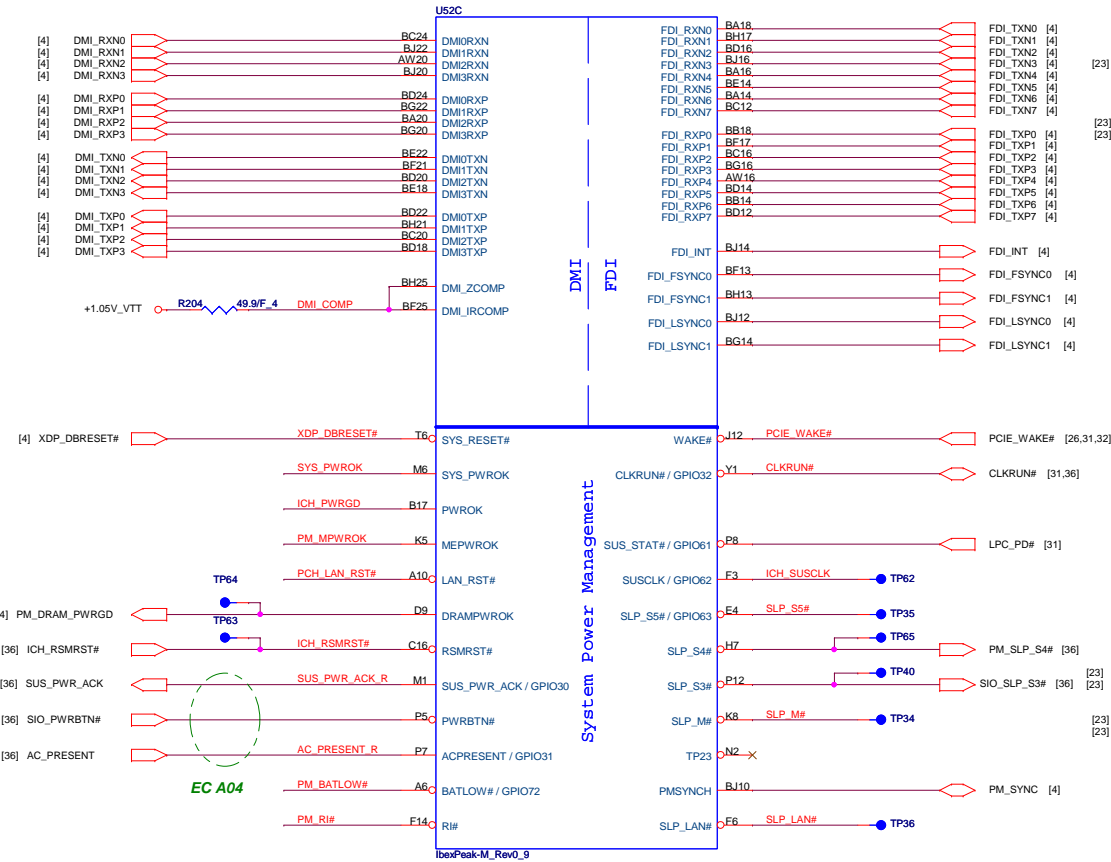 U52C
[4] DMI_RXN0 BC24 DMI0RXN FDI_RXN0 BA18 FDI_TXN0 [4]
[4] DMI_RXN1 BJ22 DMI1RXN FDI_RXN1 BH17 FDI_TXN1 [4]
[4] DMI_RXN2 AW20 DMI2RXN FDI_RXN2 BD16 FDI_TXN2 [4]
[4] DMI_RXN3 BJ20 DMI3RXN FDI_RXN3 BJ16 FDI_TXN3 [4] [23]
FDI_RXN4 BA16 FDI_TXN4 [4]
FDI_RXN5 BE14 FDI_TXN5 [4]
[4] DMI_RXP0 BD24 DMI0RXP FDI_RXN6 BA14 FDI_TXN6 [4]
[4] DMI_RXP1 BG22 DMI1RXP FDI_RXN7 BC12 FDI_TXN7 [4]
[4] DMI_RXP2 BA20 DMI2RXP [23]
[4] DMI_RXP3 BG20 DMI3RXP FDI_RXP0 BB18 FDI_TXP0 [4] [23]
FDI_RXP1 BF17 FDI_TXP1 [4]
[4] DMI_TXN0 BE22 DMI0TXN FDI_RXP2 BC16 FDI_TXP2 [4]
[4] DMI_TXN1 BF21 DMI1TXN FDI_RXP3 BG16 FDI_TXP3 [4]
[4] DMI_TXN2 BD20 DMI2TXN FDI_RXP4 AW16 FDI_TXP4 [4]
[4] DMI_TXN3 BE18 DMI3TXN FDI_RXP5 BD14 FDI_TXP5 [4]
FDI_RXP6 BB14 FDI_TXP6 [4]
[4] DMI_TXP0 BD22 DMI0TXP FDI_RXP7 BD12 FDI_TXP7 [4]
[4] DMI_TXP1 BH21 DMI1TXP
[4] DMI_TXP2 BC20 DMI2TXP
[4] DMI_TXP3 BD18 DMI3TXP FDI_INT BJ14 FDI_INT [4]
DMI FDI
FDI_FSYNC0 BF13 FDI_FSYNC0 [4]
BH25 DMI_ZCOMP FDI_FSYNC1 BH13 FDI_FSYNC1 [4]
+1.05V_VTT R204 49.9/F_4 DMI_COMP BF25 DMI_IRCOMP
FDI_LSYNC0 BJ12 FDI_LSYNC0 [4]
FDI_LSYNC1 BG14 FDI_LSYNC1 [4]
[4] XDP_DBRESET# XDP_DBRESET# T6 SYS_RESET# WAKE# J12 PCIE_WAKE# PCIE_WAKE# [26,31,32]
SYS_PWROK M6 SYS_PWROK CLKRUN# / GPIO32 Y1 CLKRUN# CLKRUN# [31,36]
ICH_PWRGD B17 PWROK
System Power Management
PM_MPWROK K5 MEPWROK SUS_STAT# / GPIO61 P8 LPC_PD# [31]
PCH_LAN_RST# A10 LAN_RST# SUSCLK / GPIO62 F3 ICH_SUSCLK TP62
TP64
4] PM_DRAM_PWRGD D9 DRAMPWROK SLP_S5# / GPIO63 E4 SLP_S5# TP35
TP63 TP65
[36] ICH_RSMRST# ICH_RSMRST# C16 RSMRST# SLP_S4# H7 PM_SLP_S4# [36]
TP40 [23]
[36] SUS_PWR_ACK SUS_PWR_ACK_R M1 SUS_PWR_ACK / GPIO30 SLP_S3# P12 SIO_SLP_S3# [36] [23]
[36] SIO_PWRBTN# P5 PWRBTN# SLP_M# K8 SLP_M# TP34 [23]
[23]
[36] AC_PRESENT AC_PRESENT_R P7 ACPRESENT / GPIO31 TP23 N2
EC A04
PM_BATLOW# A6 BATLOW# / GPIO72 PMSYNCH BJ10 PM_SYNC [4]
PM_RI# F14 RI# SLP_LAN# F6 SLP_LAN# TP36
IbexPeak-M_Rev0_9